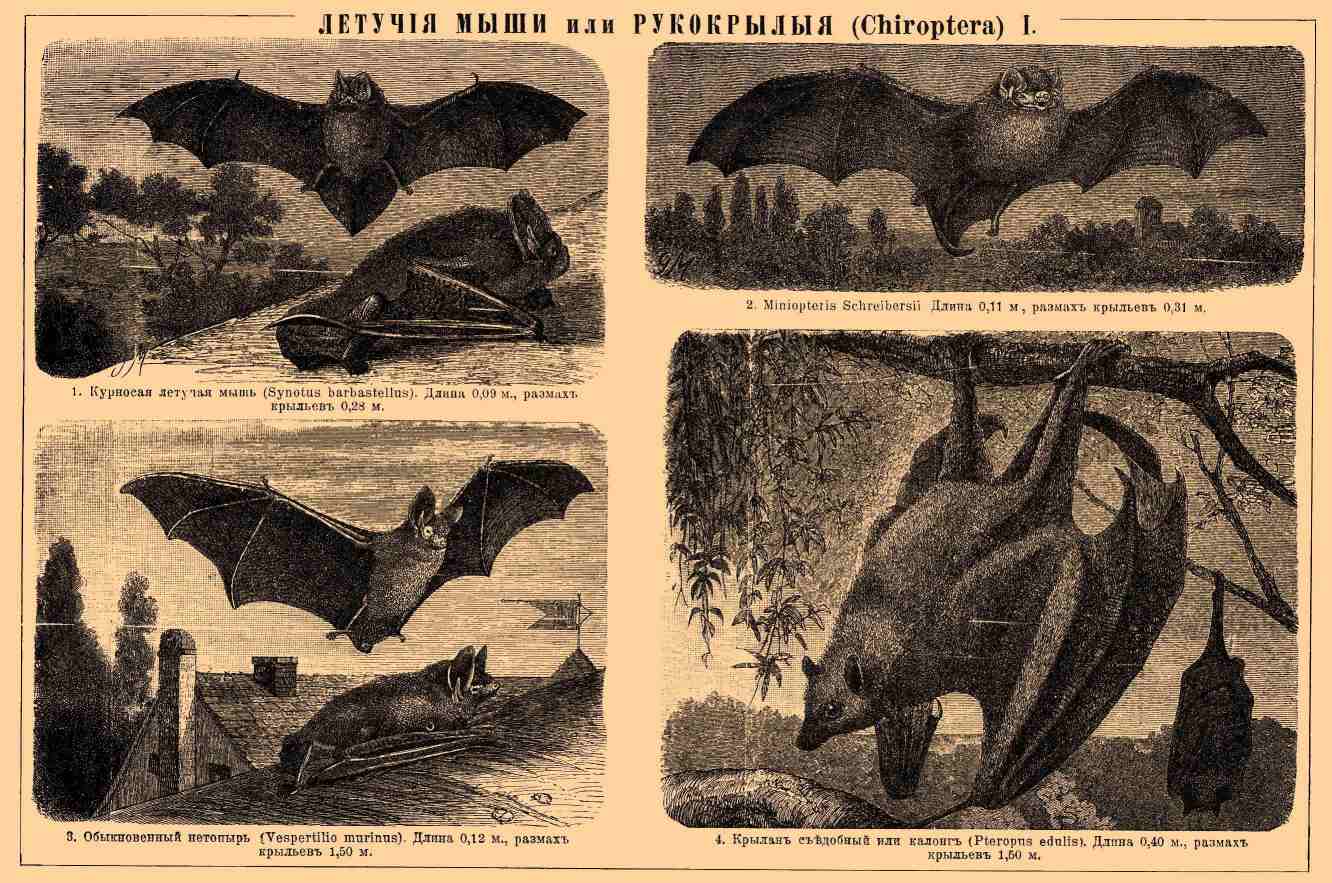 ЛЕТУЧІЯ МЫШИ или РУКОКРЫЛЫЯ (Chiroptera) I.
2. Miniopteris Schreibersii Длина 0,11 м, размахъ крыльевъ 0,31 м.
1. Курносая летучая мышь (Synotus barbastellus). Длина 0,09 м., размахъ
крыльевъ 0,28 м.
3. Обыкновенный нетопырь (Vespertilio murinus). Длина 0,12 м., размахъ
крыльевъ 1,50 м.
4. Крыланъ съѣдобный или калонгъ (Pteropus edulis). Длина 0,40 м., размахъ
крыльевъ 1,50 м.